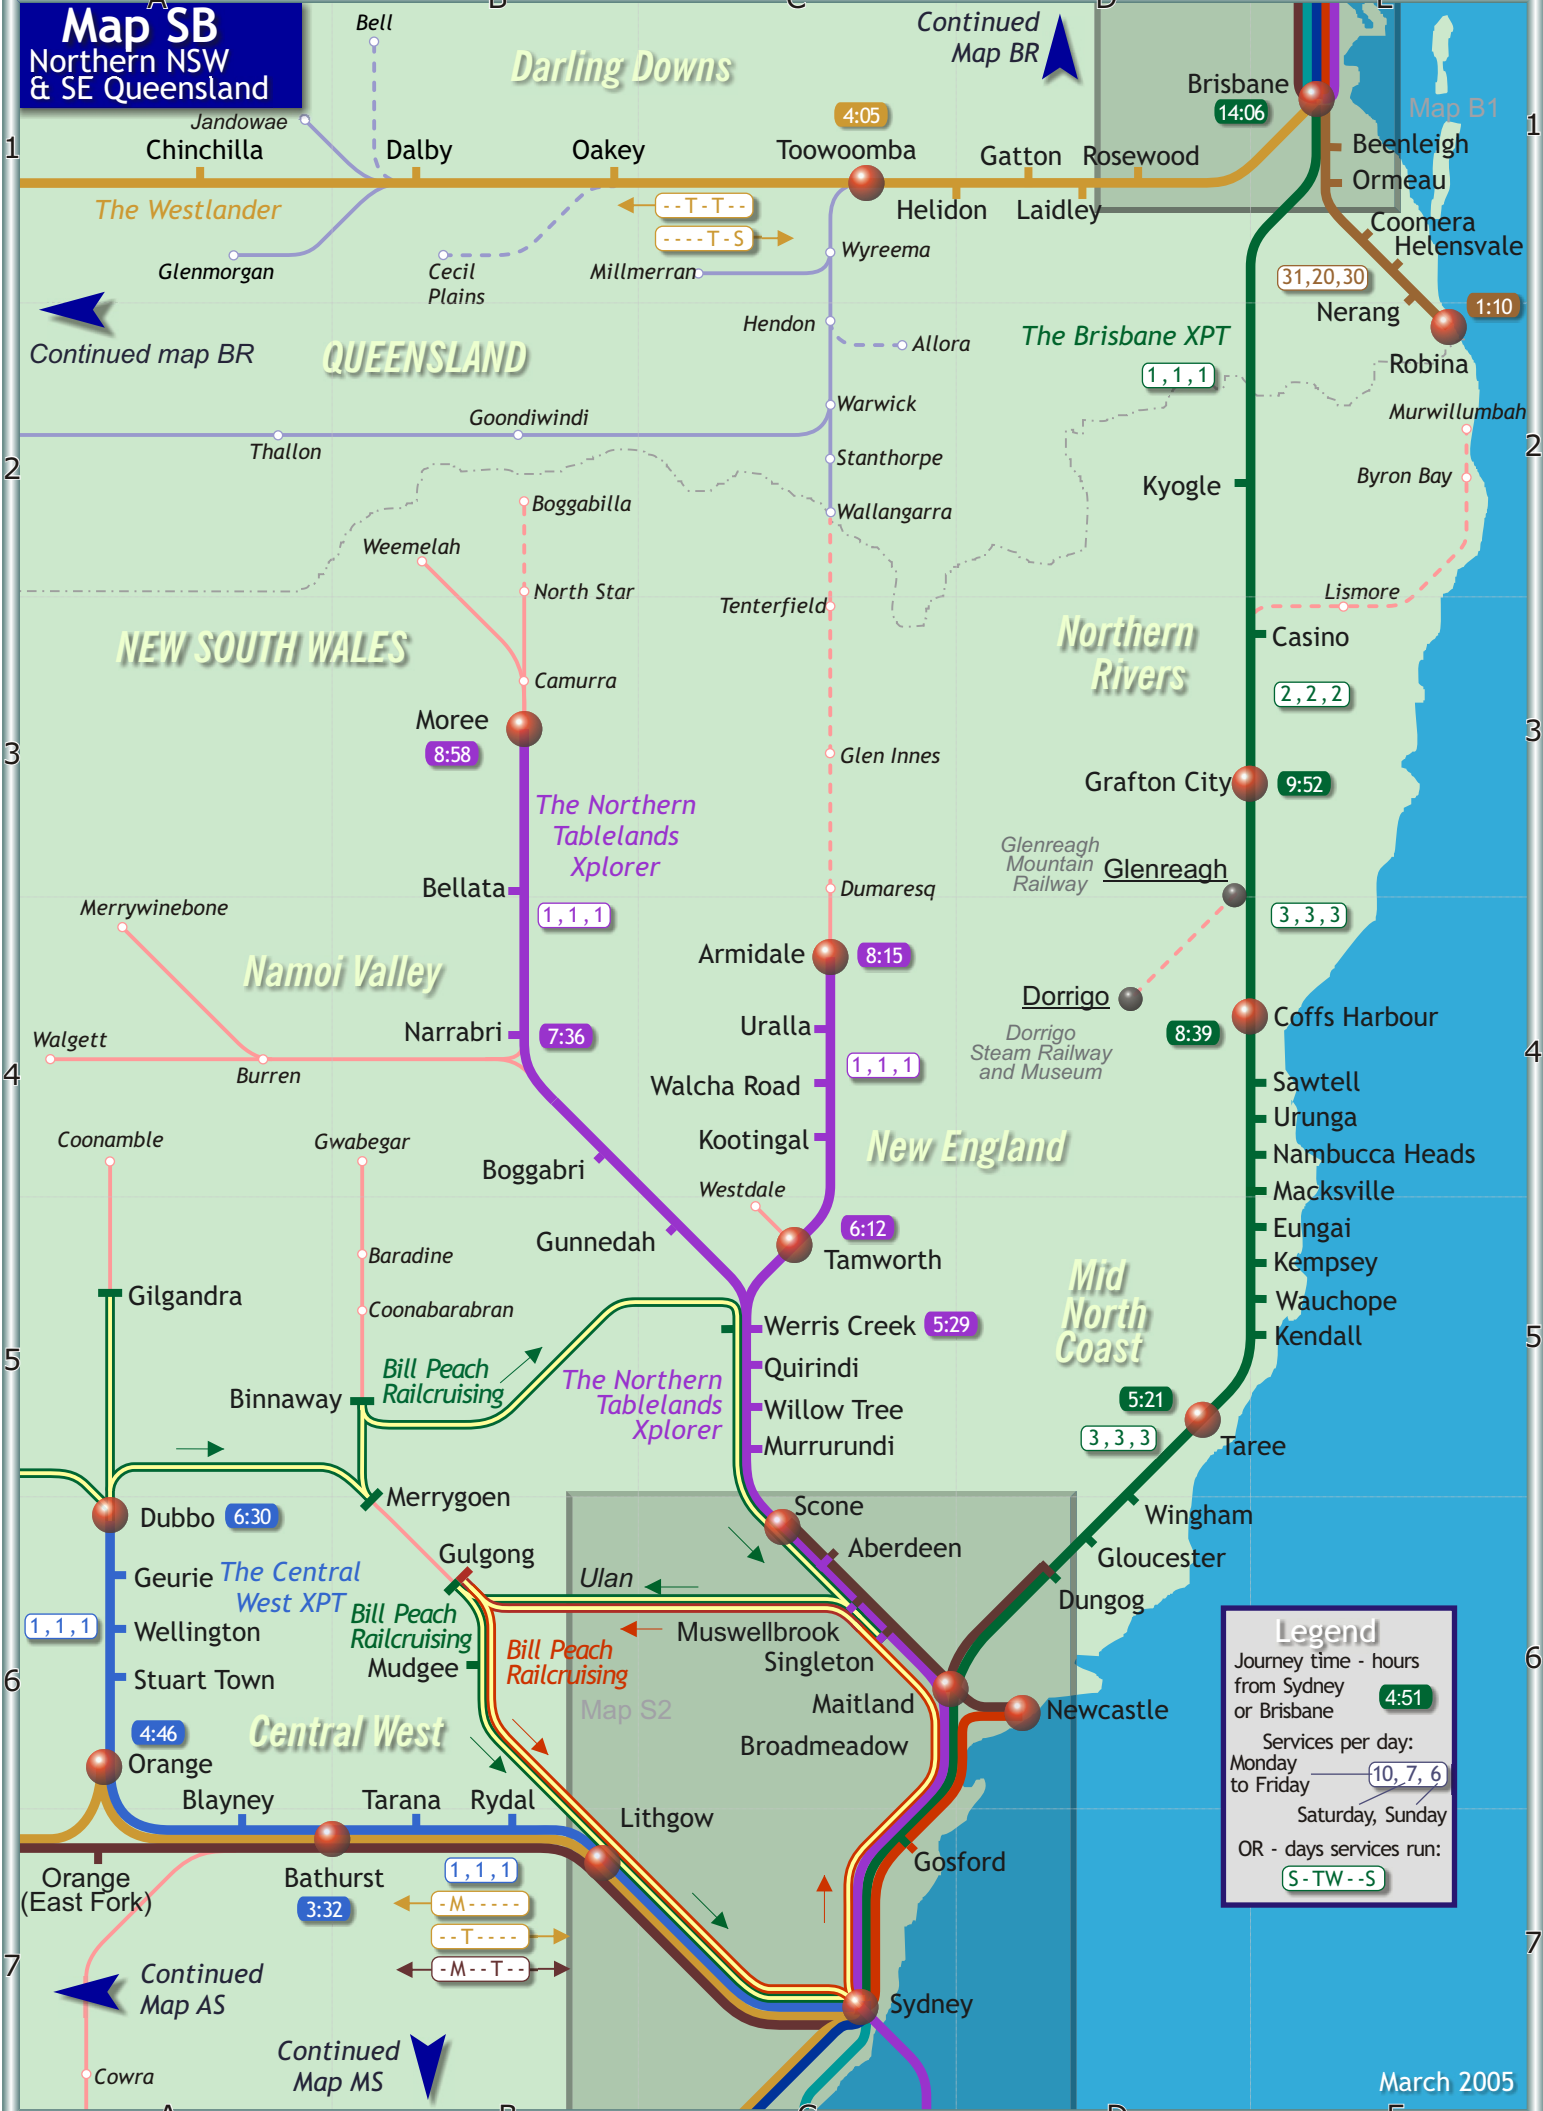 A
B
C
D
E
Map SB
Northern NSW
& SE Queensland
Bell
Darling Downs
Continued
Map BR
Brisbane
14:06
Map B1
1
1
Jandowae
Chinchilla
Dalby
Oakey
4:05
Toowoomba
Gatton
Rosewood
Beenleigh
Ormeau
The Westlander
--T-T--
----T-S
Helidon
Laidley
Coomera
Helensvale
Glenmorgan
Cecil
Plains
Millmerran
Wyreema
31,20,30
Nerang
1:10
Robina
Continued map BR
QUEENSLAND
Hendon
Allora
The Brisbane XPT
1,1,1
Murwillumbah
Goondiwindi
Thallon
Warwick
Stanthorpe
Wallangarra
2
2
Kyogle
Byron Bay
Boggabilla
Weemelah
North Star
Tenterfield
Lismore
NEW SOUTH WALES
Northern
Rivers
Casino
2,2,2
Camurra
Moree
8:58
3
3
Glen Innes
Grafton City
9:52
The Northern
Tablelands
Xplorer
Glenreagh
Mountain
Railway
Glenreagh
Bellata
1,1,1
Dumaresq
3,3,3
Merrywinebone
Namoi Valley
Armidale
8:15
Dorrigo
Dorrigo
Steam Railway
and Museum
Coffs Harbour
8:39
Walgett
Burren
Narrabri
7:36
Uralla
1,1,1
Walcha Road
4
4
Sawtell
Urunga
Nambucca Heads
Macksville
Eungai
Kempsey
Wauchope
Kendall
Coonamble
Gwabegar
Kootingal
New England
Boggabri
Westdale
Gunnedah
6:12
Tamworth
Baradine
Coonabarabran
Gilgandra
Mid
North
Coast
Werris Creek
5:29
5
5
Bill Peach
Railcruising
Binnaway
The Northern
Tablelands
Xplorer
Quirindi
Willow Tree
Murrurundi
5:21
3,3,3
Taree
Merrygoen
Dubbo
6:30
Scone
Wingham
Gulgong
Aberdeen
Gloucester
Ulan
Dungog
Geurie
The Central
West XPT
1,1,1
Wellington
Bill Peach
Railcruising
Bill Peach
Railcruising
Muswellbrook
Singleton
Mudgee
6
6
Stuart Town
Map S2
Maitland
Newcastle
Broadmeadow
Central West
4:46
Orange
Blayney
Tarana
Rydal
Lithgow
Gosford
Legend
Journey time - hours
from Sydney
or Brisbane
4:51
Services per day:
Monday
to Friday
10, 7, 6
Saturday, Sunday
OR - days services run:
S-TW--S
Orange
(East Fork)
Bathurst
3:32
1,1,1
-M-----
--T----
-M--T--
7
7
Continued
Map AS
Sydney
Continued
Map MS
Cowra
March 2005
A
B
C
D
E